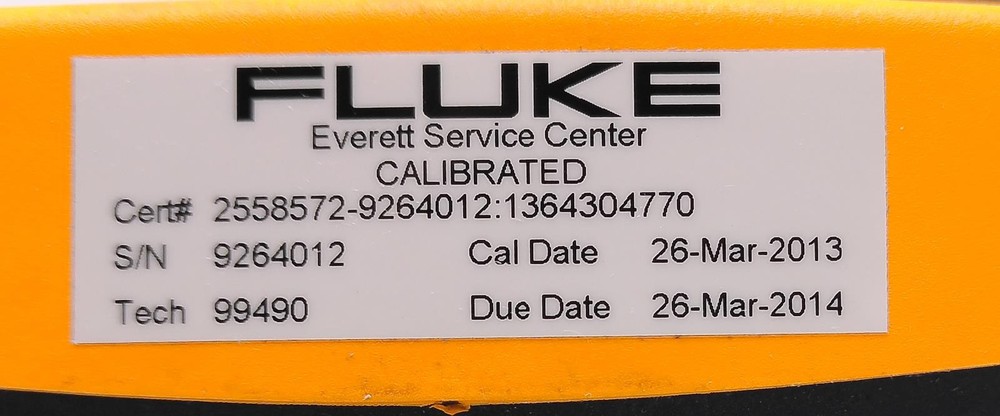 FLUKE
Everett Service Center
CALIBRATED
Cert# 2558572-9264012:1364304770
S/N 9264012 Cal Date 26-Mar-2013
Tech 99490 Due Date 26-Mar-2014